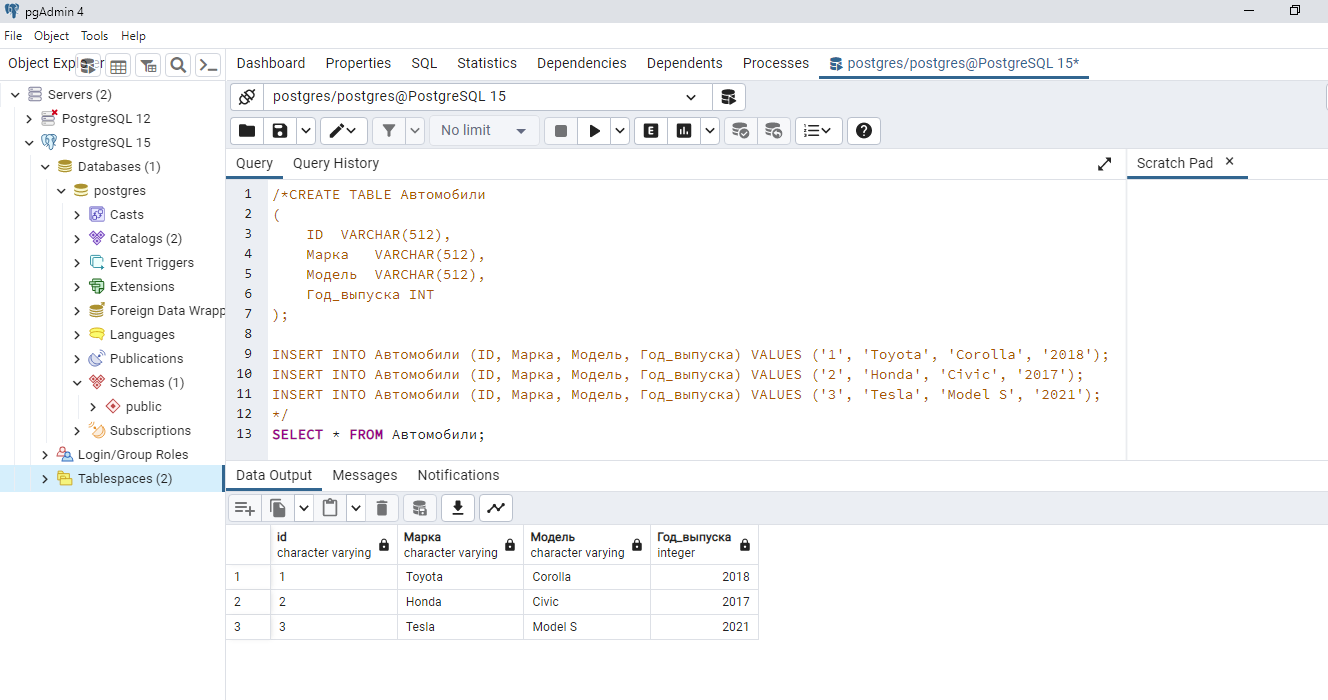 pgAdmin 4
File Object Tools Help
Object Explorer
Dashboard Properties SQL Statistics Dependencies Dependents Processes postgres/postgres@PostgreSQL 15*
Servers (2)
PostgreSQL 12
PostgreSQL 15
Databases (1)
postgres
Casts
Catalogs (2)
Event Triggers
Extensions
Foreign Data Wrapp
Languages
Publications
Schemas (1)
public
Subscriptions
Login/Group Roles
Tablespaces (2)
postgres/postgres@PostgreSQL 15
No limit
E
Query Query History
Scratch Pad
1 /*CREATE TABLE Автомобили
2 (
3 ID VARCHAR(512),
4 Марка VARCHAR(512),
5 Модель VARCHAR(512),
6 Год_выпуска INT
7 );
8
9 INSERT INTO Автомобили (ID, Марка, Модель, Год_выпуска) VALUES ('1', 'Toyota', 'Corolla', '2018');
10 INSERT INTO Автомобили (ID, Марка, Модель, Год_выпуска) VALUES ('2', 'Honda', 'Civic', '2017');
11 INSERT INTO Автомобили (ID, Марка, Модель, Год_выпуска) VALUES ('3', 'Tesla', 'Model S', '2021');
12 */
13 SELECT * FROM Автомобили;
Data Output Messages Notifications
id Марка Модель Год_выпуска
character varying character varying character varying integer
1 1 Toyota Corolla 2018
2 2 Honda Civic 2017
3 3 Tesla Model S 2021